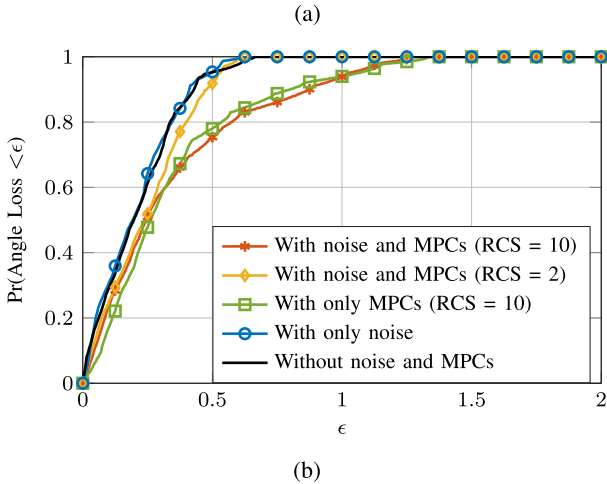 (a)
1
0.8
0.6
0.4
0.2
0
Pr(Angle Loss <ϵ)
With noise and MPCs (RCS = 10)
With noise and MPCs (RCS = 2)
With only MPCs (RCS = 10)
With only noise
Without noise and MPCs
0 0.5 1 1.5 2
ϵ
(b)